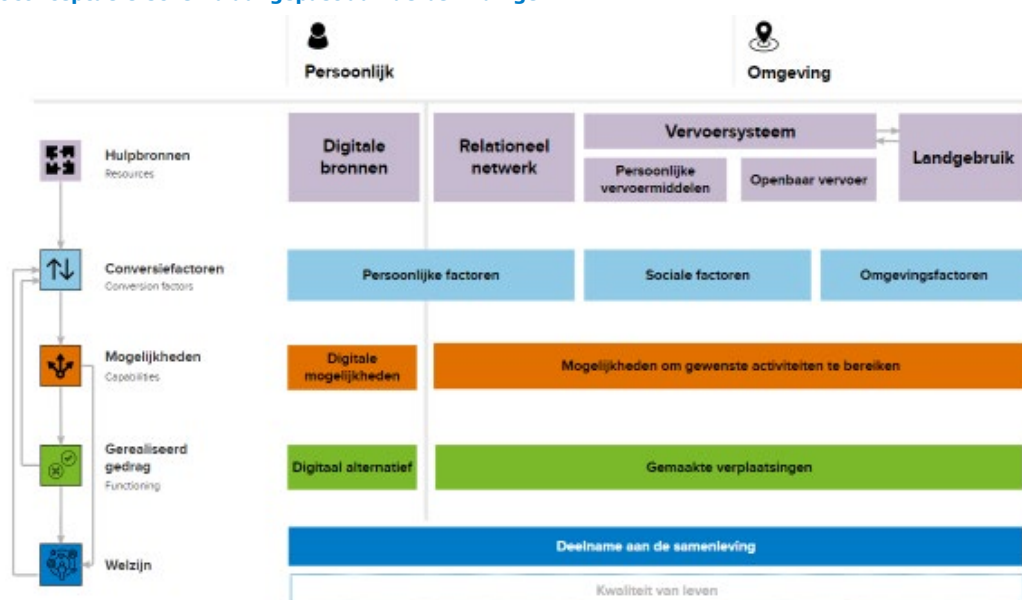 Persoonlijk
Omgeving
Hulpbronnen
Resources
Digitale
bronnen
Relationeel
netwerk
Vervoersysteem
Persoonlijke
vervoermiddelen
Openbaar vervoer
Landgebruik
Conversiefactoren
Conversion factors
Persoonlijke factoren
Sociale factoren
Omgevingsfactoren
Mogelijkheden
Capabilities
Digitale
mogelijkheden
Mogelijkheden om gewenste activiteiten te bereiken
Gerealiseerd
gedrag
Functioning
Digitaal alternatief
Gemaakte verplaatsingen
Welzijn
Deelname aan de samenleving
Kwaliteit van leven